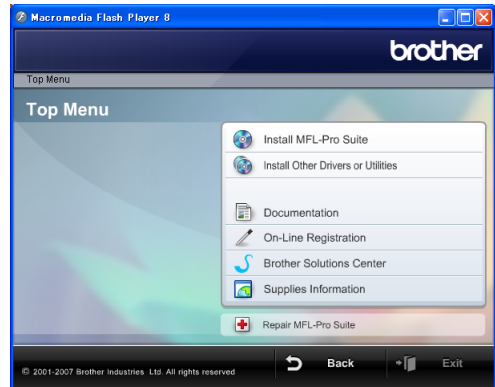 Macromedia Flash Player 8
brother
Top Menu
Top Menu
Install MFL-Pro Suite
Install Other Drivers or Utilities
Documentation
On-Line Registration
Brother Solutions Center
Supplies Information
Repair MFL-Pro Suite
© 2001-2007 Brother Industries Ltd. All rights reserved
Back
Exit